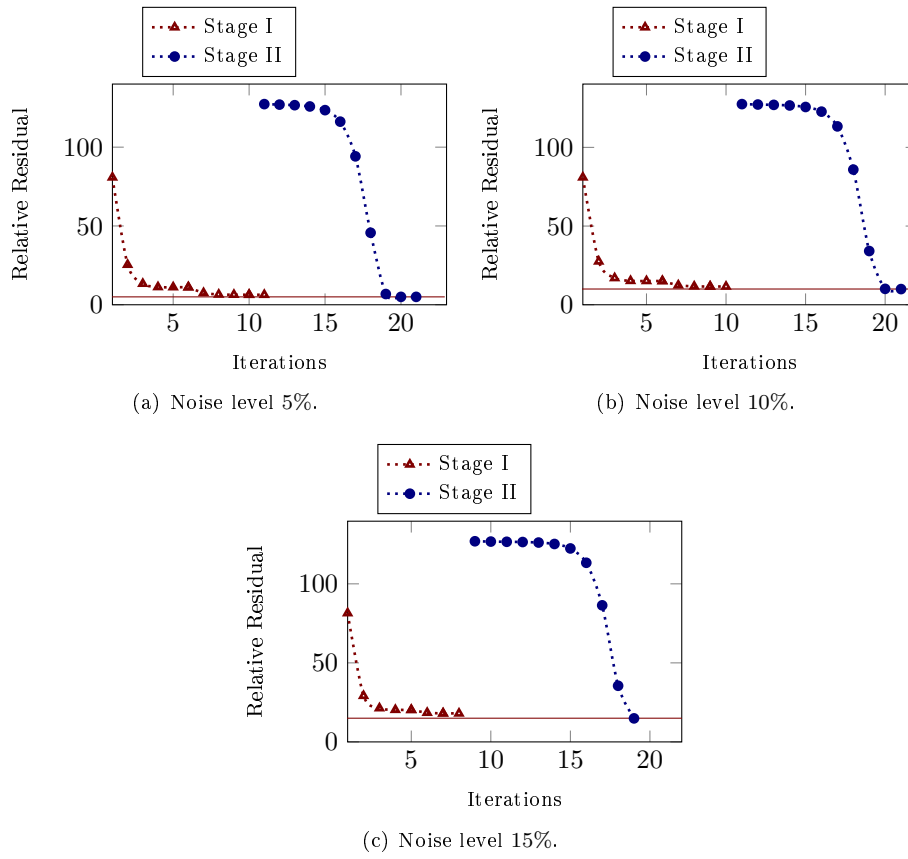 Stage I
Stage II
Relative Residual
100
50
0
5
10
15
20
Iterations
(a) Noise level 5%.
Stage I
Stage II
Relative Residual
100
50
0
5
10
15
20
Iterations
(b) Noise level 10%.
Stage I
Stage II
Relative Residual
100
50
0
5
10
15
20
Iterations
(c) Noise level 15%.